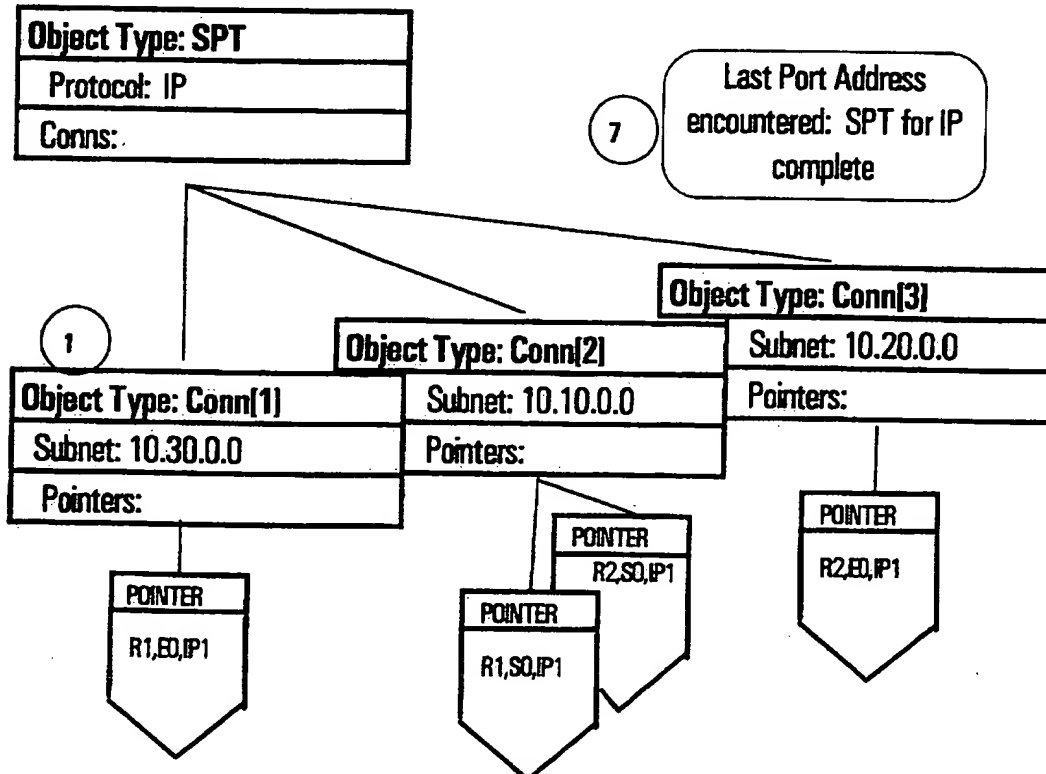 Object Type: SPT
Protocol: IP
Conns:
7
Last Port Address
encountered: SPT for IP
complete
1
Object Type: Conn[1]
Subnet: 10.30.0.0
Pointers:
Object Type: Conn[2]
Subnet: 10.10.0.0
Pointers:
Object Type: Conn[3]
Subnet: 10.20.0.0
Pointers:
POINTER
R1,E0,IP1
POINTER
R1,S0,IP1
POINTER
R2,S0,IP1
POINTER
R2,E0,IP1